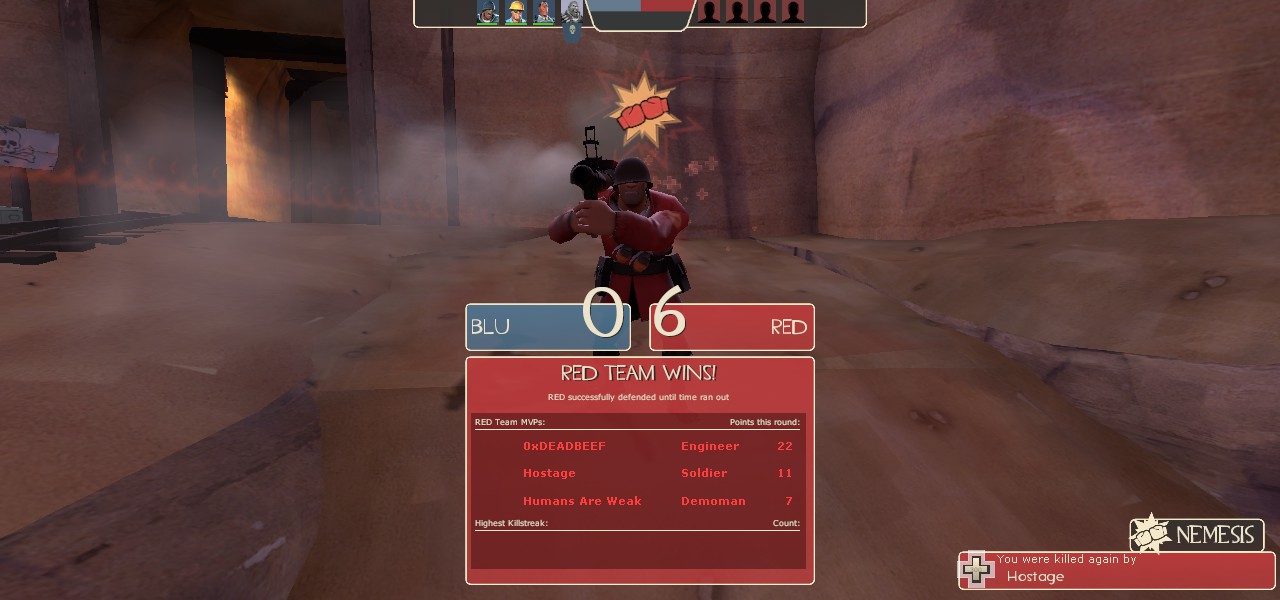 BLU 0 6 RED
RED TEAM WINS!
RED successfully defended until time ran out
RED Team MVPs: Points this round:
0xDEADBEEF Engineer 22
Hostage Soldier 11
Humans Are Weak Demoman 7
Highest Killstreak: Count:
NEMESIS
You were killed again by
Hostage